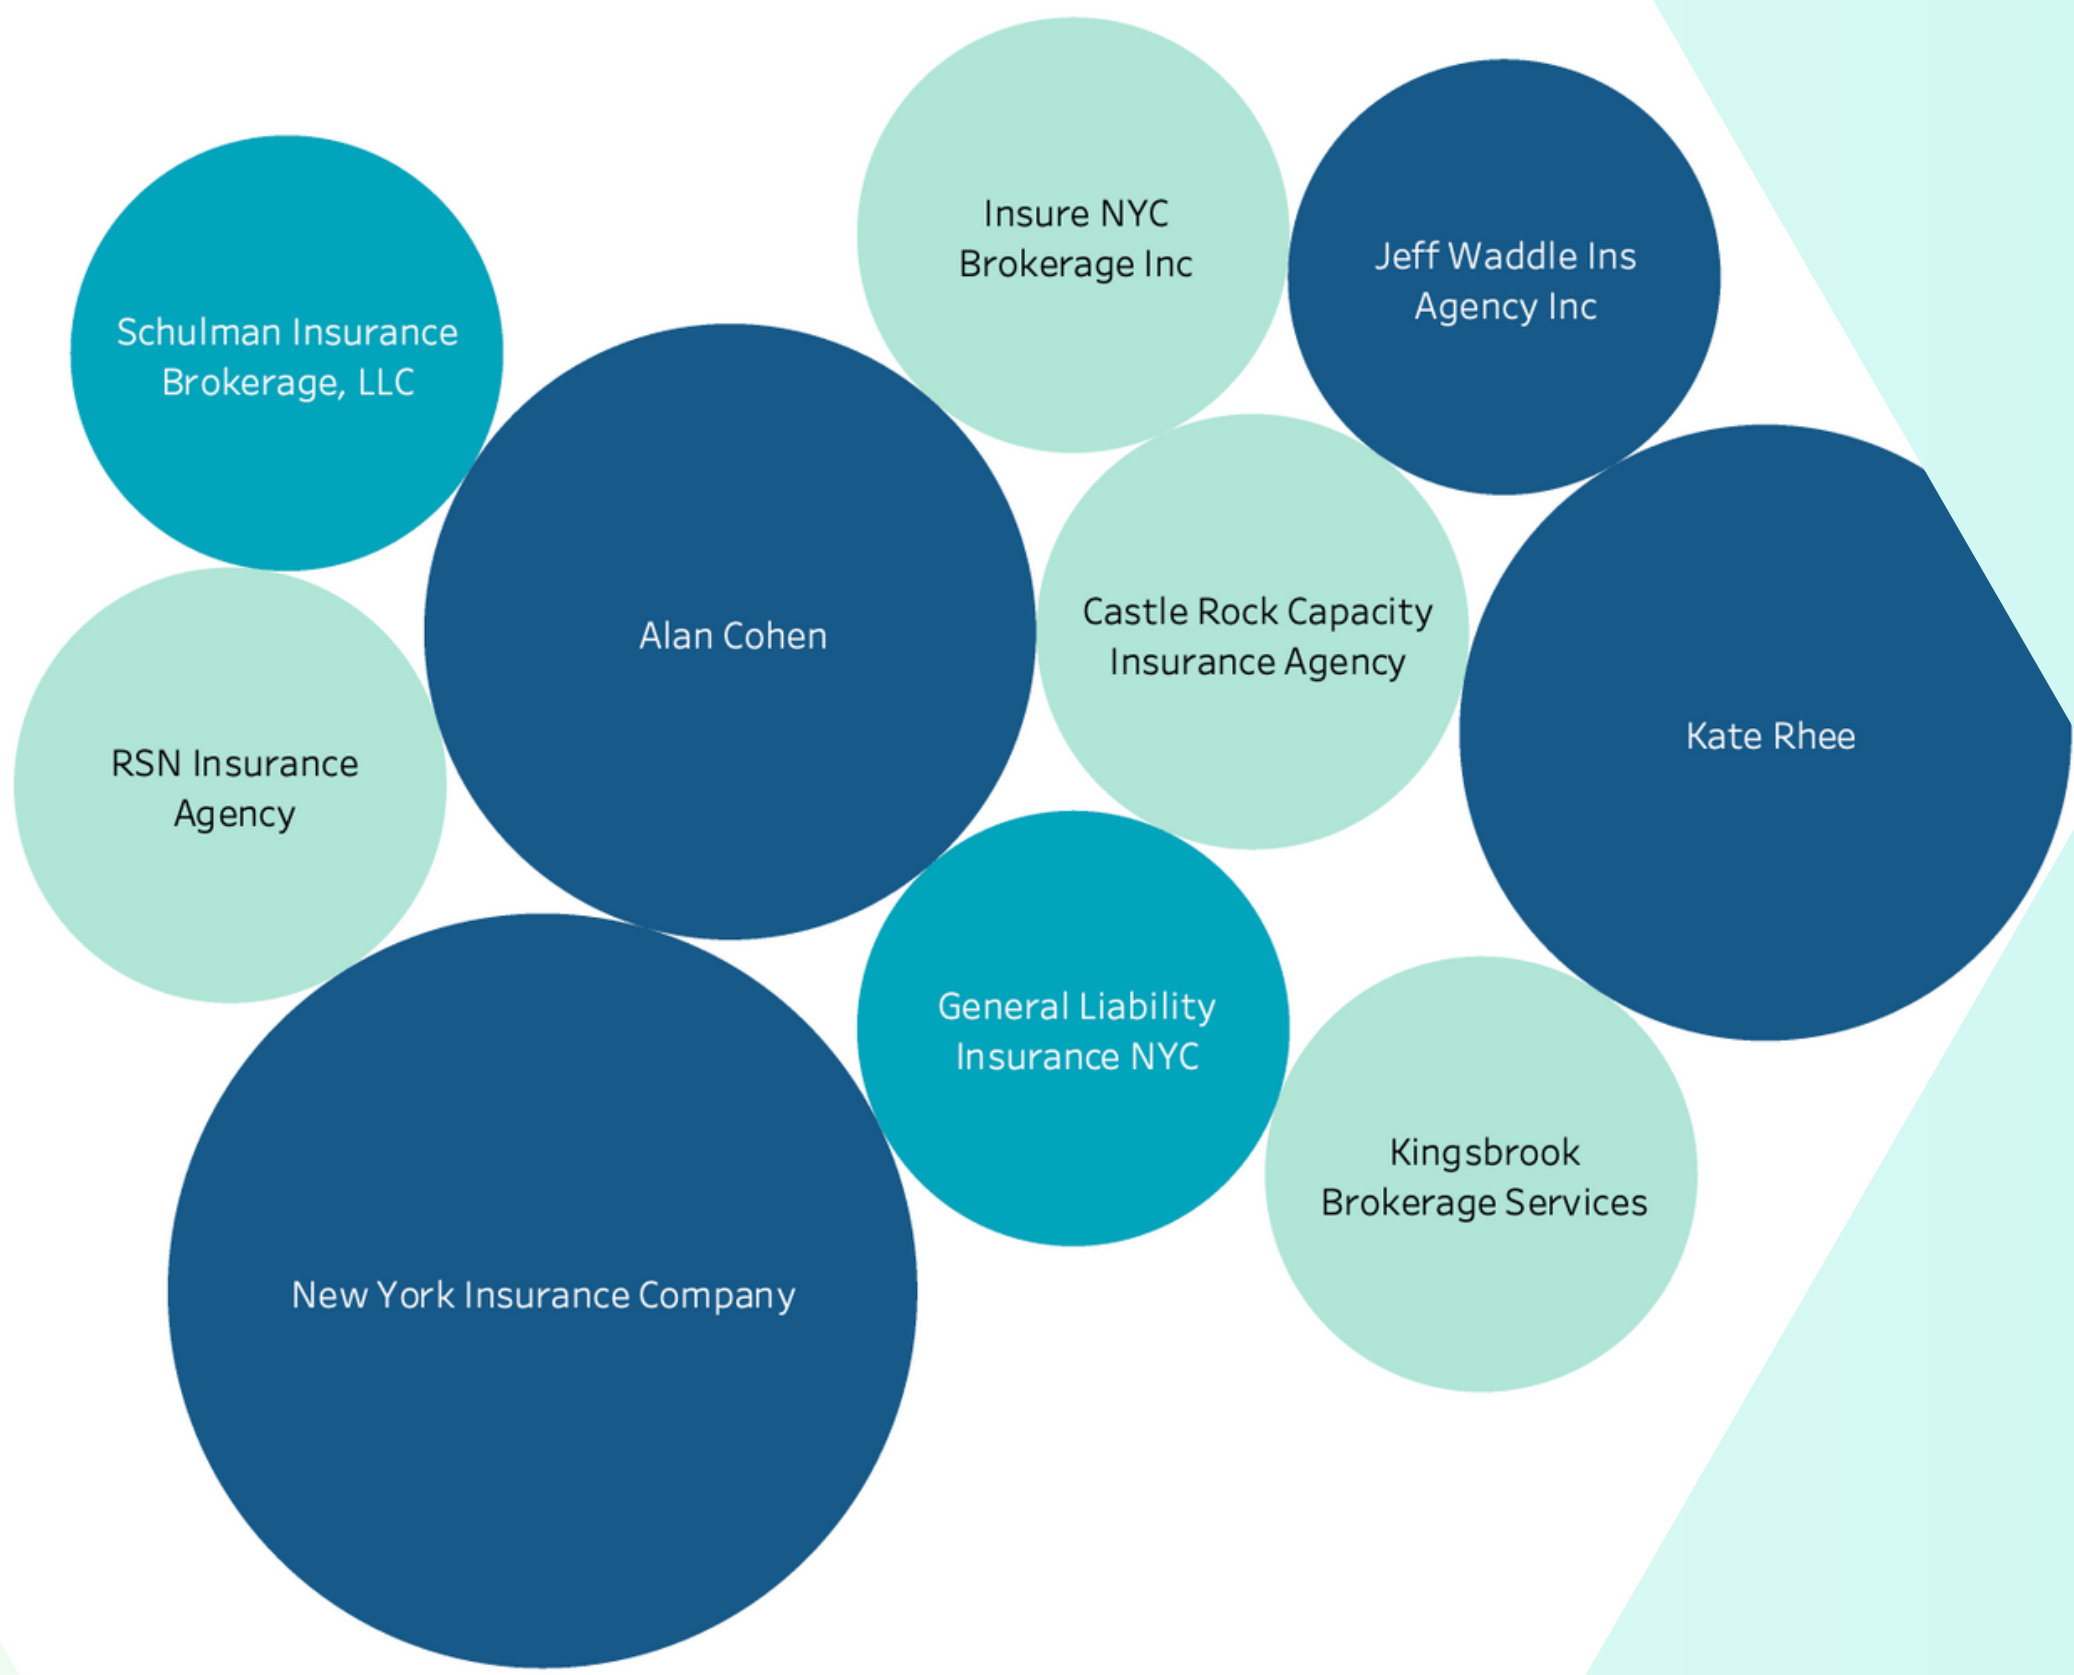 Insure NYC
Brokerage Inc
Jeff Waddle Ins
Agency Inc
Schulman Insurance
Brokerage, LLC
Alan Cohen
Castle Rock Capacity
Insurance Agency
Kate Rhee
RSN Insurance
Agency
General Liability
Insurance NYC
Kingsbrook
Brokerage Services
New York Insurance Company